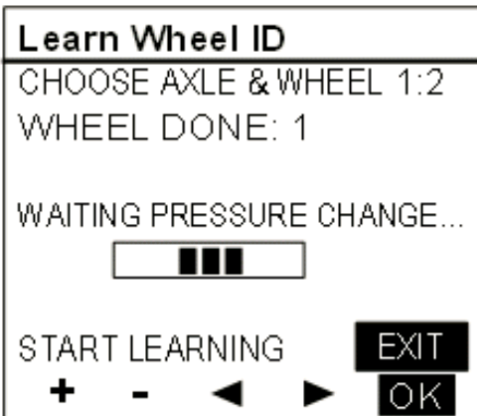 Learn Wheel ID
CHOOSE AXLE & WHEEL 1:2
WHEEL DONE: 1
WAITING PRESSURE CHANGE...
START LEARNING EXIT
+ - ◀ ▶ OK